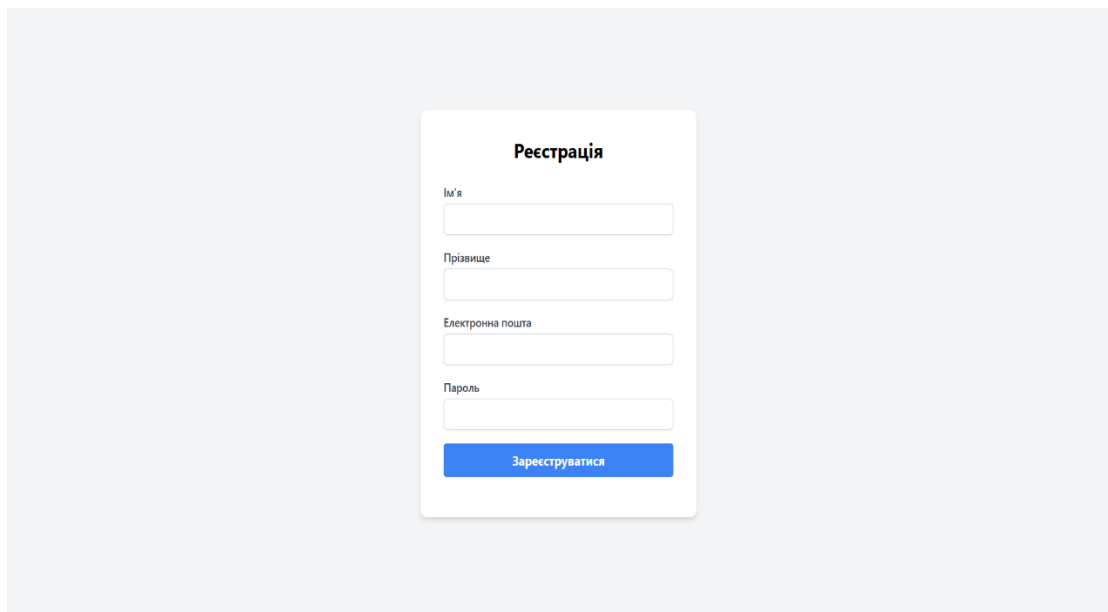 Реєстрація
Ім'я
Прізвище
Електронна пошта
Пароль
Зареєструватися